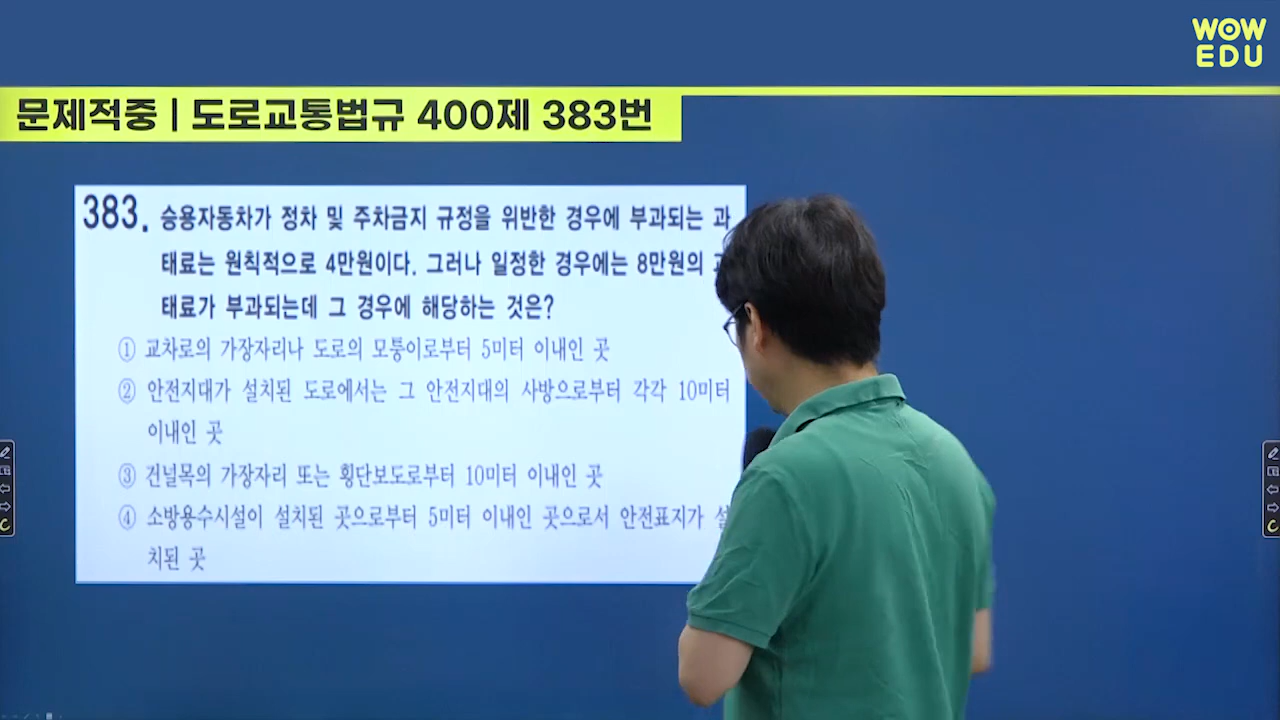 WOW
EDU
문제적중 | 도로교통법규 400제 383번
383. 승용자동차가 정차 및 주차금지 규정을 위반한 경우에 부과되는 과
태료는 원칙적으로 4만원이다. 그러나 일정한 경우에는 8만원의
태료가 부과되는데 그 경우에 해당하는 것은?
① 교차로의 가장자리나 도로의 모퉁이로부터 5미터 이내인 곳
② 안전지대가 설치된 도로에서는 그 안전지대의 사방으로부터 각각 10미터
이내인 곳
③ 건널목의 가장자리 또는 횡단보도로부터 10미터 이내인 곳
④ 소방용수시설이 설치된 곳으로부터 5미터 이내인 곳으로서 안전표지가 설
치된 곳